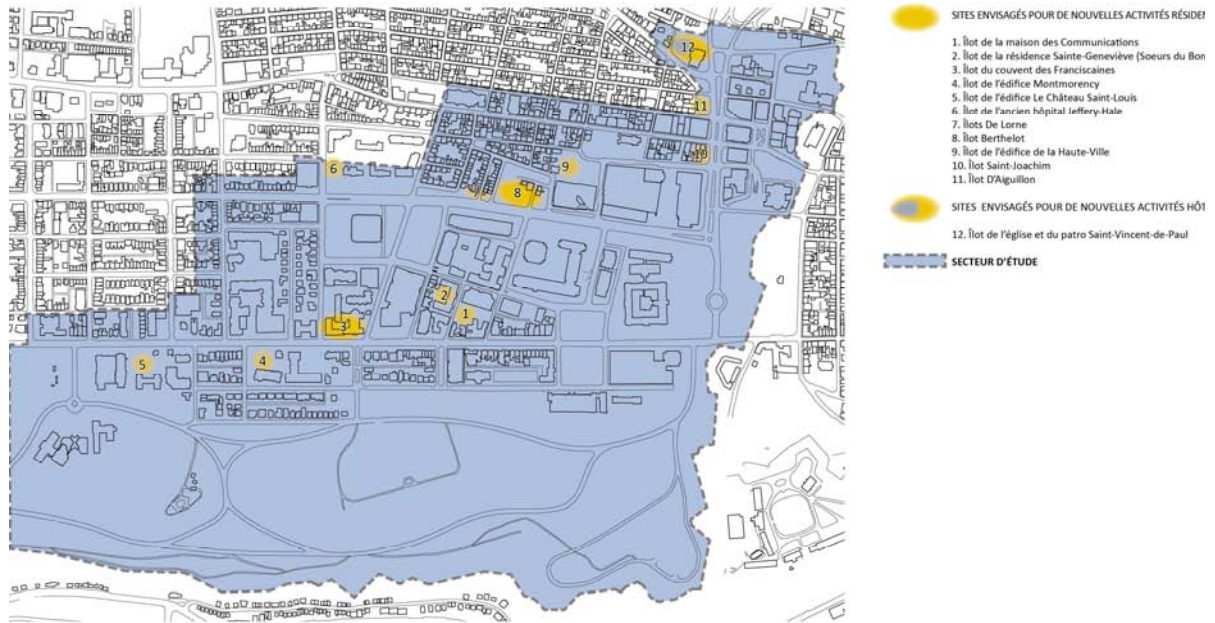 SITES ENVISAGÉS POUR DE NOUVELLES ACTIVITÉS RÉSIDEN
1. Îlot de la maison des Communications
2. Îlot de la résidence Sainte-Geneviève (Soeurs du Bon
3. Îlot du couvent des Franciscaines
4. Îlot de l'édifice Montmorency
5. Îlot de l'édifice Le Château Saint-Louis
6. Îlot de l'ancien hôpital Jeffery-Hale
7. Îlots De Lorne
8. Îlot Berthelot
9. Îlot de l'édifice de la Haute-Ville
10. Îlot Saint-Joachim
11. Îlot D'Aiguillon
SITES ENVISAGÉS POUR DE NOUVELLES ACTIVITÉS HÔT
12. Îlot de l'église et du patro Saint-Vincent-de-Paul
SECTEUR D'ÉTUDE
12
11
10
9
6
8
2
1
3
5
4